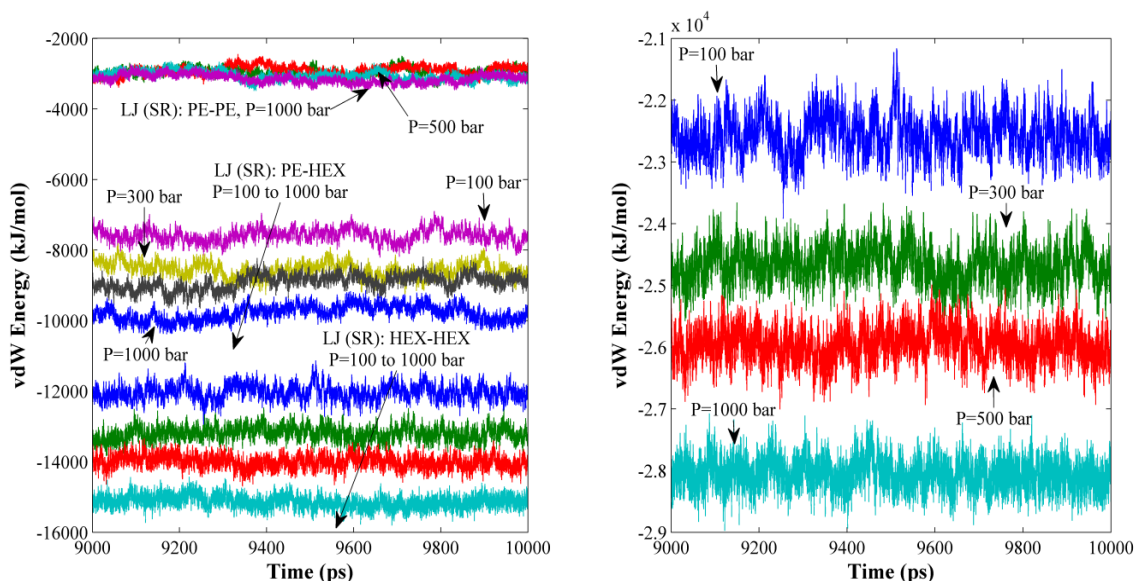 -2000
-4000
-6000
-8000
-10000
-12000
-14000
-16000
vdW Energy (kJ/mol)
LJ (SR): PE-PE, P=1000 bar
P=500 bar
LJ (SR): PE-HEX
P=100 to 1000 bar
P=300 bar
P=100 bar
P=1000 bar
LJ (SR): HEX-HEX
P=100 to 1000 bar
9000 9200 9400 9600 9800 10000
Time (ps)
x 10⁴
-2.1
-2.2
-2.3
-2.4
-2.5
-2.6
-2.7
-2.8
-2.9
vdW Energy (kJ/mol)
P=100 bar
P=300 bar
P=500 bar
P=1000 bar
9000 9200 9400 9600 9800 10000
Time (ps)